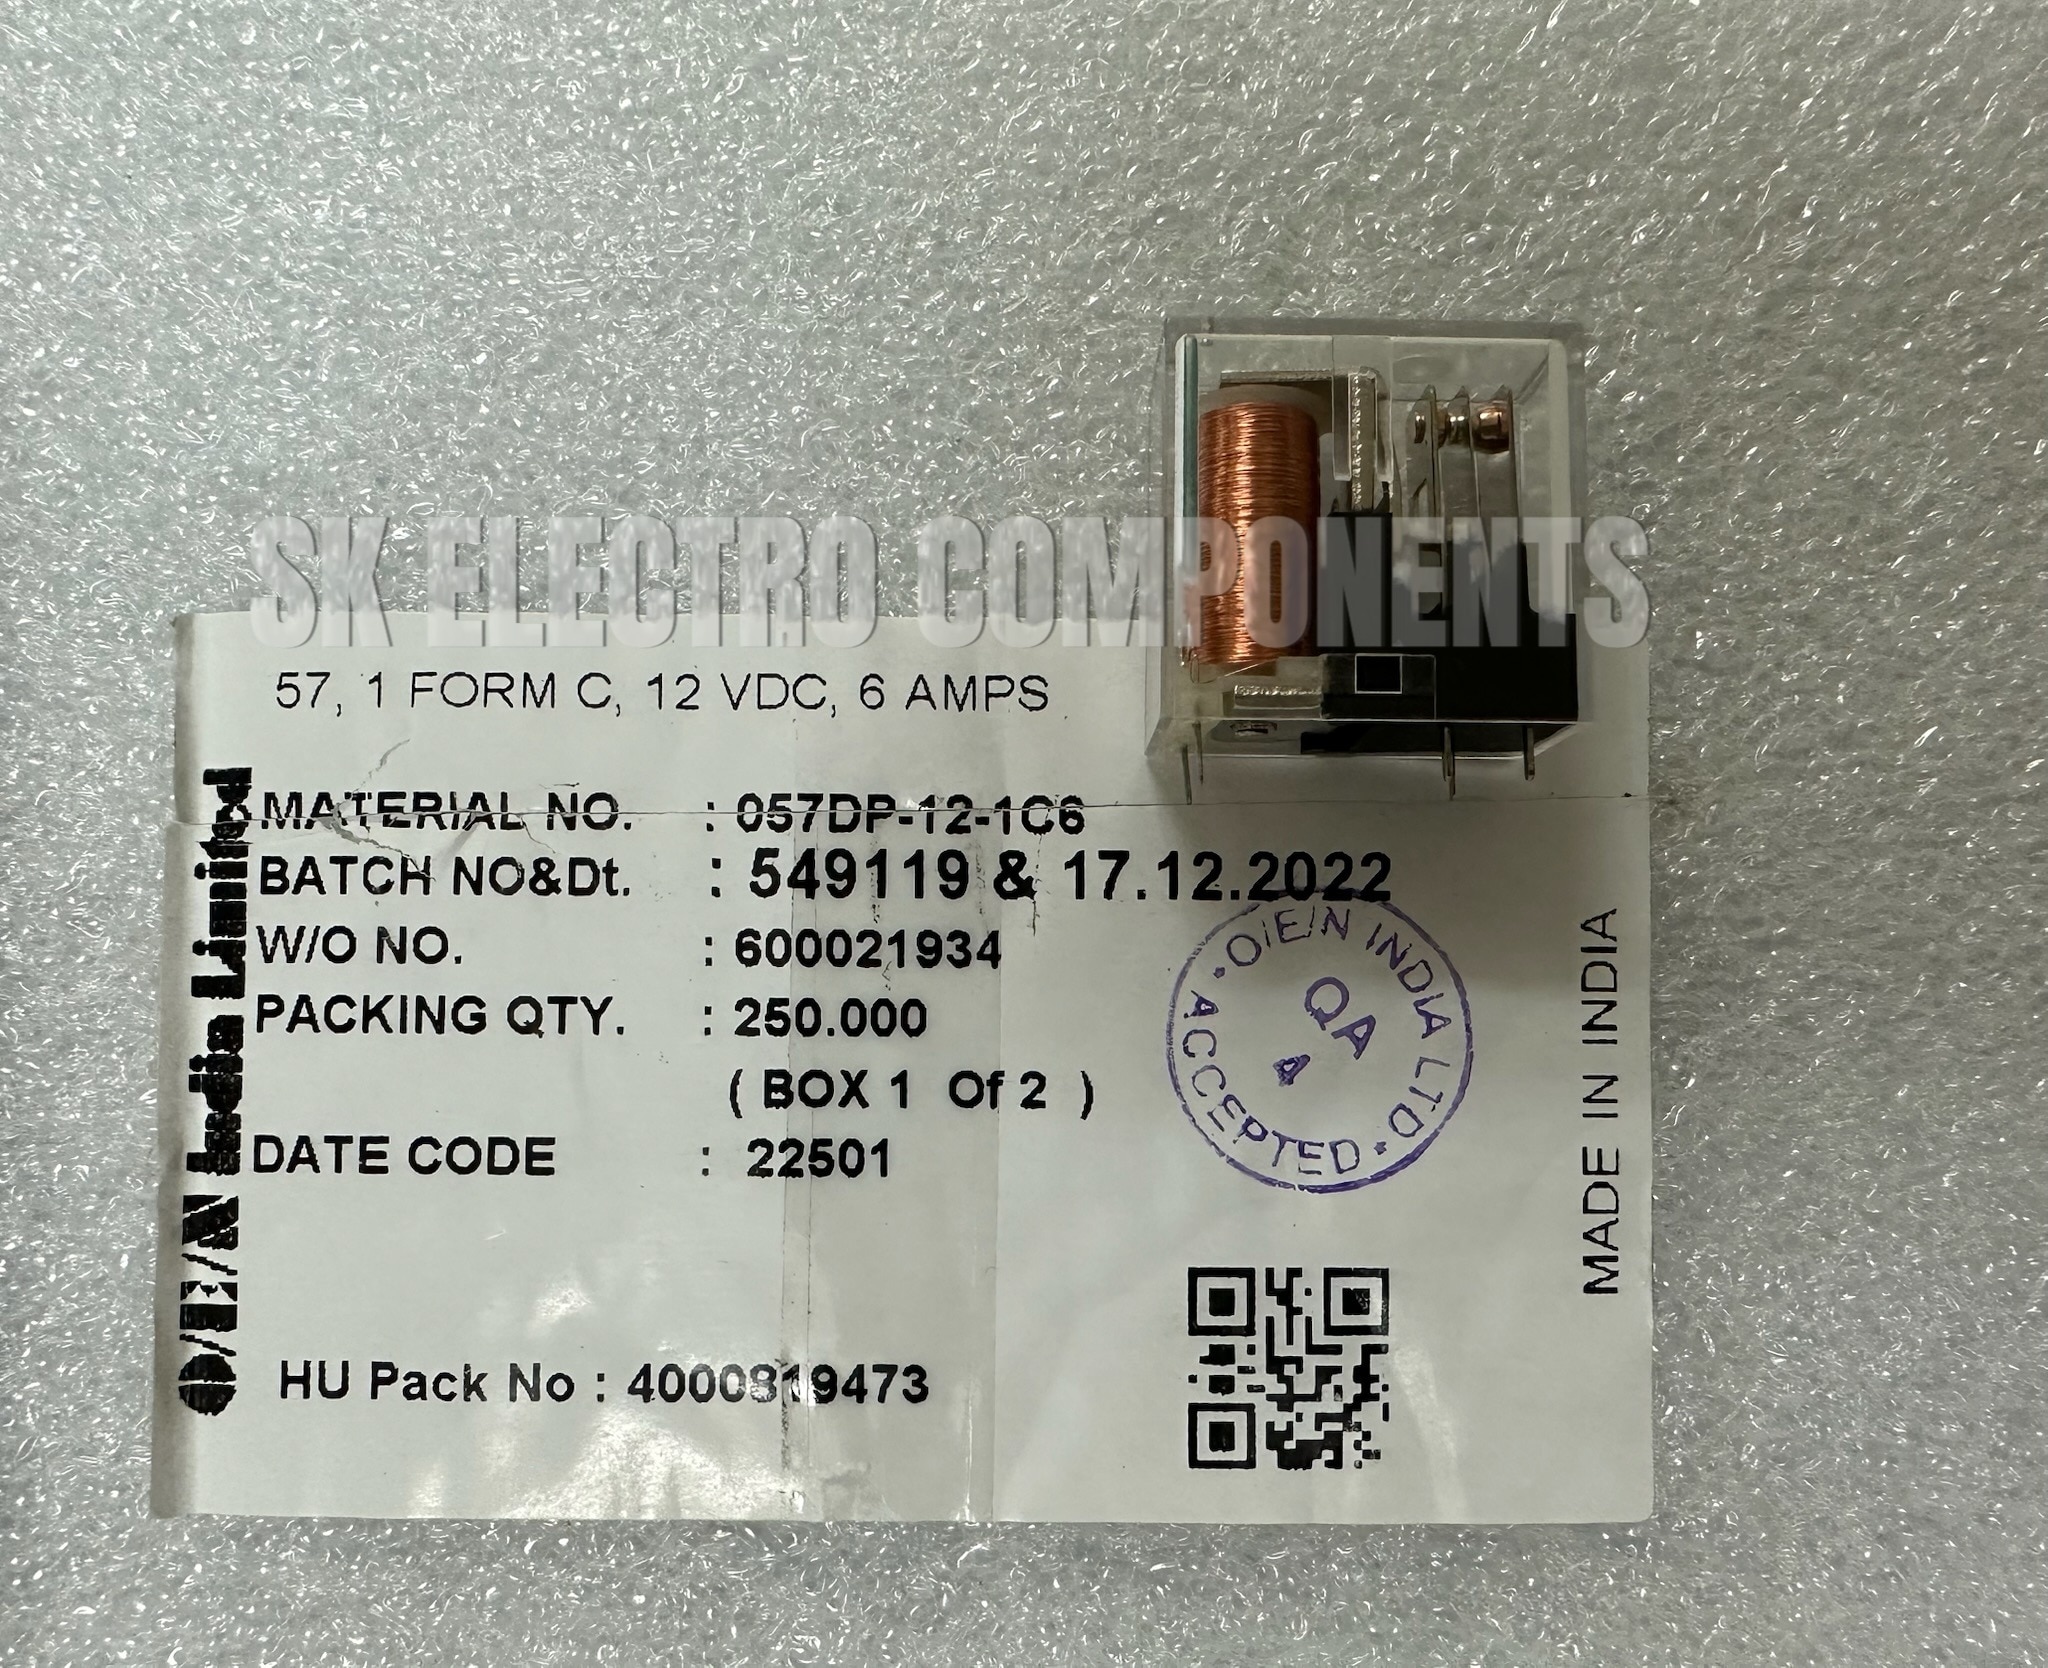 SK ELECTRO COMPONENTS
57, 1 FORM C, 12 VDC, 6 AMPS
MATERIAL NO. : 057DP-12-1C6
BATCH NO&Dt. : 549119 & 17.12.2022
W/O NO. : 600021934
PACKING QTY. : 250.000
( BOX 1 Of 2 )
DATE CODE : 22501
HU Pack No : 4000819473
O/E/N India Limited
O/E/N INDIA LTD
QA
4
ACCEPTED
MADE IN INDIA